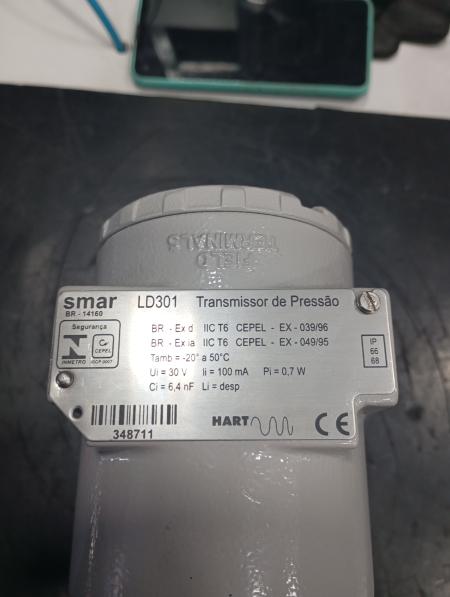 FIELD
TERMINALS
smar LD301 Transmissor de Pressão
BR - 14160
Segurança
BR - Ex d IIC T6 CEPEL - EX - 039/96
BR - Ex ia IIC T6 CEPEL - EX - 049/95
Tamb = -20° a 50°C
Ui = 30 V Ii = 100 mA Pi = 0,7 W
Ci = 6,4 nF Li = desp
INMETRO
CEPEL
IP
66
68
348711
HART
CE